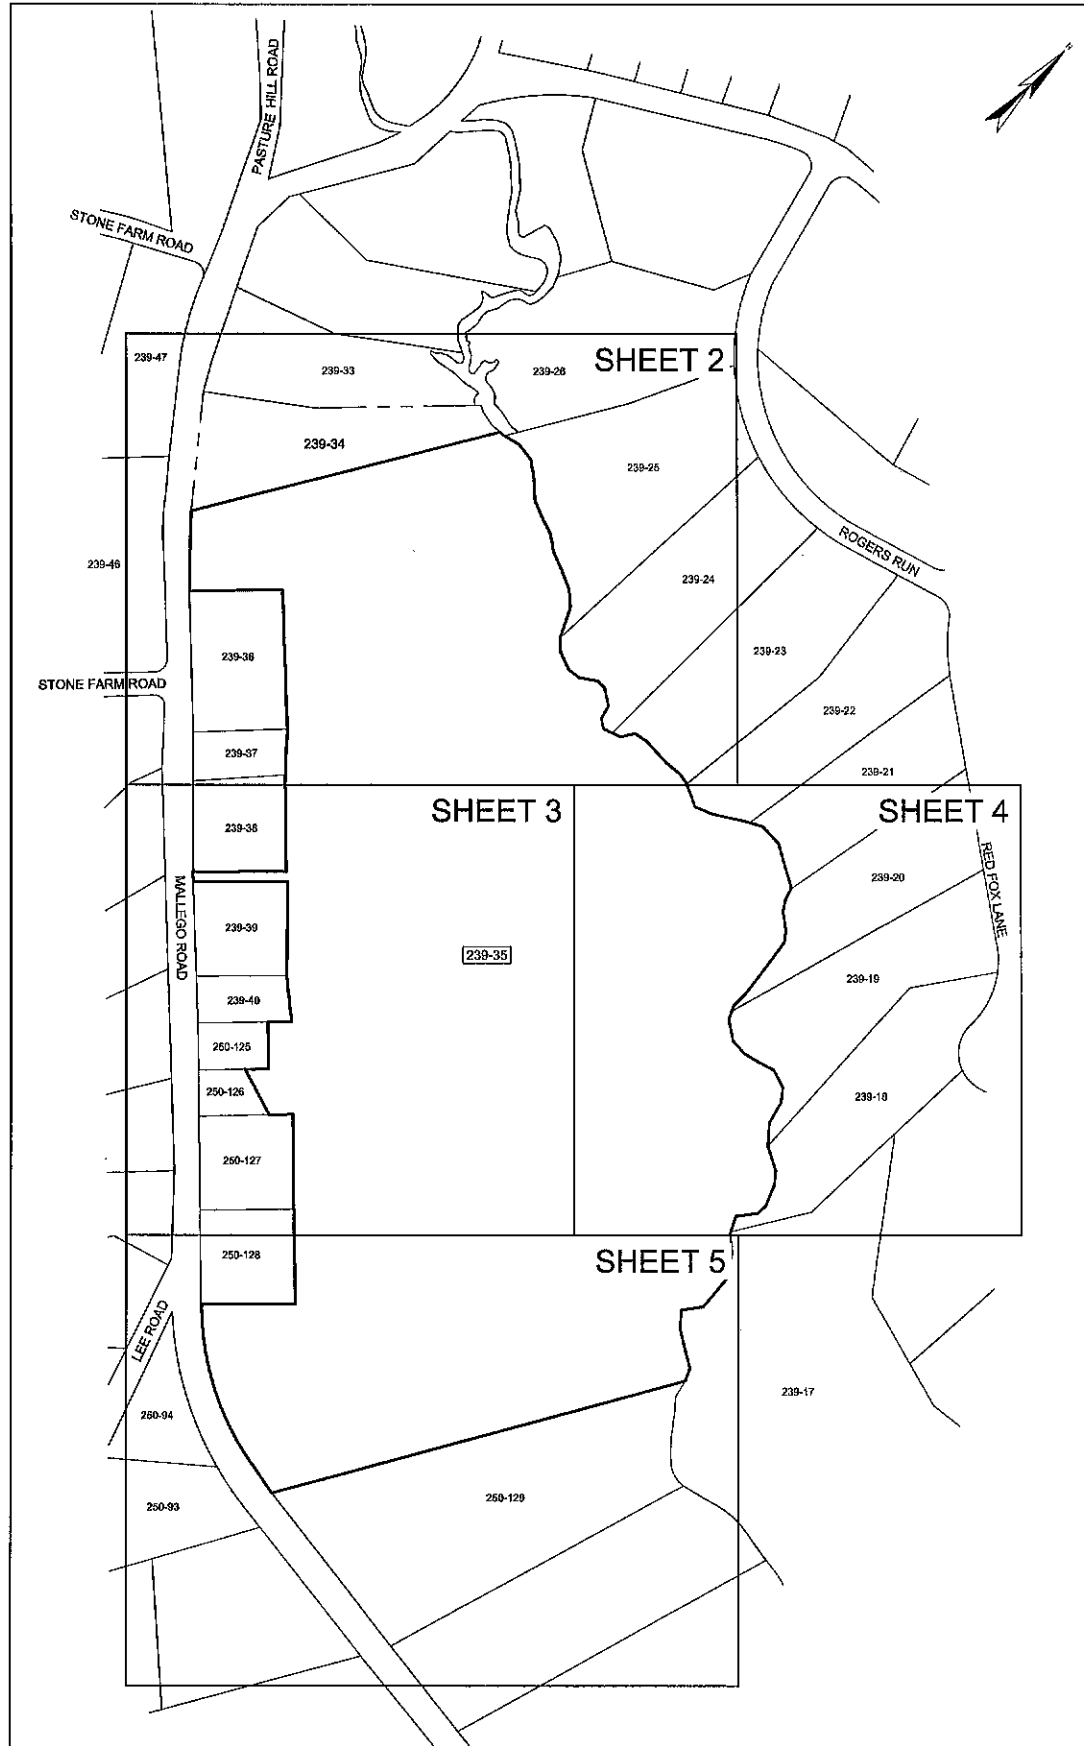 N
PASTURE HILL ROAD
STONE FARM ROAD
239-47
239-33
239-26
SHEET 2
239-34
239-25
ROGERS RUN
239-46
239-24
239-36
239-23
STONE FARM ROAD
239-22
239-37
239-21
SHEET 3
SHEET 4
239-38
RED FOX LANE
239-20
MALLEGO ROAD
239-39
239-35
239-19
239-40
250-125
250-126
239-18
250-127
250-128
SHEET 5
LEE ROAD
239-17
250-94
250-129
250-93